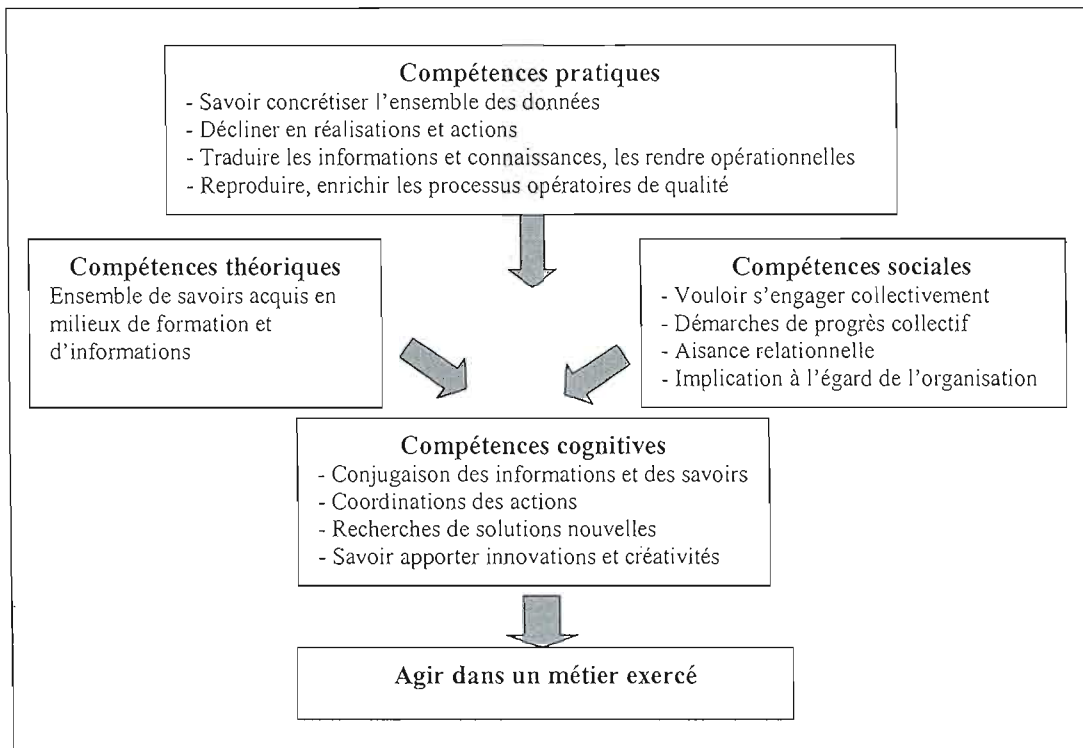 Compétences pratiques
- Savoir concrétiser l'ensemble des données
- Décliner en réalisations et actions
- Traduire les informations et connaissances, les rendre opérationnelles
- Reproduire, enrichir les processus opératoires de qualité
Compétences théoriques
Ensemble de savoirs acquis en
milieux de formation et
d'informations
Compétences sociales
- Vouloir s'engager collectivement
- Démarches de progrès collectif
- Aisance relationnelle
- Implication à l'égard de l'organisation
Compétences cognitives
- Conjugaison des informations et des savoirs
- Coordinations des actions
- Recherches de solutions nouvelles
- Savoir apporter innovations et créativités
Agir dans un métier exercé